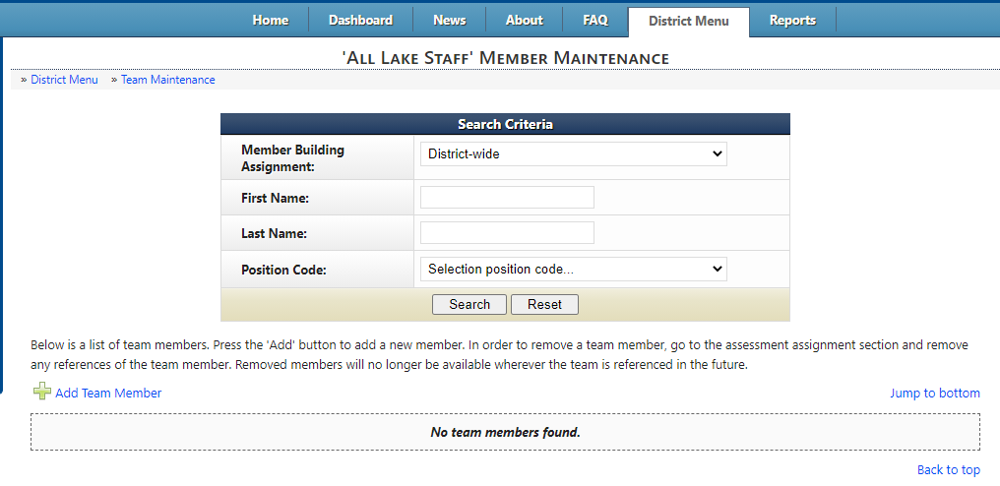 Home Dashboard News About FAQ District Menu Reports
'All Lake Staff' Member Maintenance
» District Menu » Team Maintenance
Search Criteria
Member Building
Assignment:
District-wide
First Name:
Last Name:
Position Code:
Selection position code...
Search Reset
Below is a list of team members. Press the 'Add' button to add a new member. In order to remove a team member, go to the assessment assignment section and remove
any references of the team member. Removed members will no longer be available wherever the team is referenced in the future.
Add Team Member Jump to bottom
No team members found.
Back to top